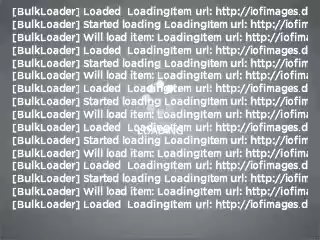 [BulkLoader] Loaded LoadingItem url: http://iofimages.d
[BulkLoader] Started loading LoadingItem url: http://iofim
[BulkLoader] Will load item: LoadingItem url: http://iofima
[BulkLoader] Loaded LoadingItem url: http://iofimages.d
[BulkLoader] Started loading LoadingItem url: http://iofim
[BulkLoader] Will load item: LoadingItem url: http://iofima
[BulkLoader] Loaded LoadingItem url: http://iofimages.d
[BulkLoader] Started loading LoadingItem url: http://iofim
[BulkLoader] Will load item: LoadingItem url: http://iofima
[BulkLoader] Loaded LoadingItem url: http://iofimages.d
LOADING
[BulkLoader] Started loading LoadingItem url: http://iofim
[BulkLoader] Will load item: LoadingItem url: http://iofima
[BulkLoader] Loaded LoadingItem url: http://iofimages.d
[BulkLoader] Started loading LoadingItem url: http://iofim
[BulkLoader] Will load item: LoadingItem url: http://iofima
[BulkLoader] Loaded LoadingItem url: http://iofimages.d